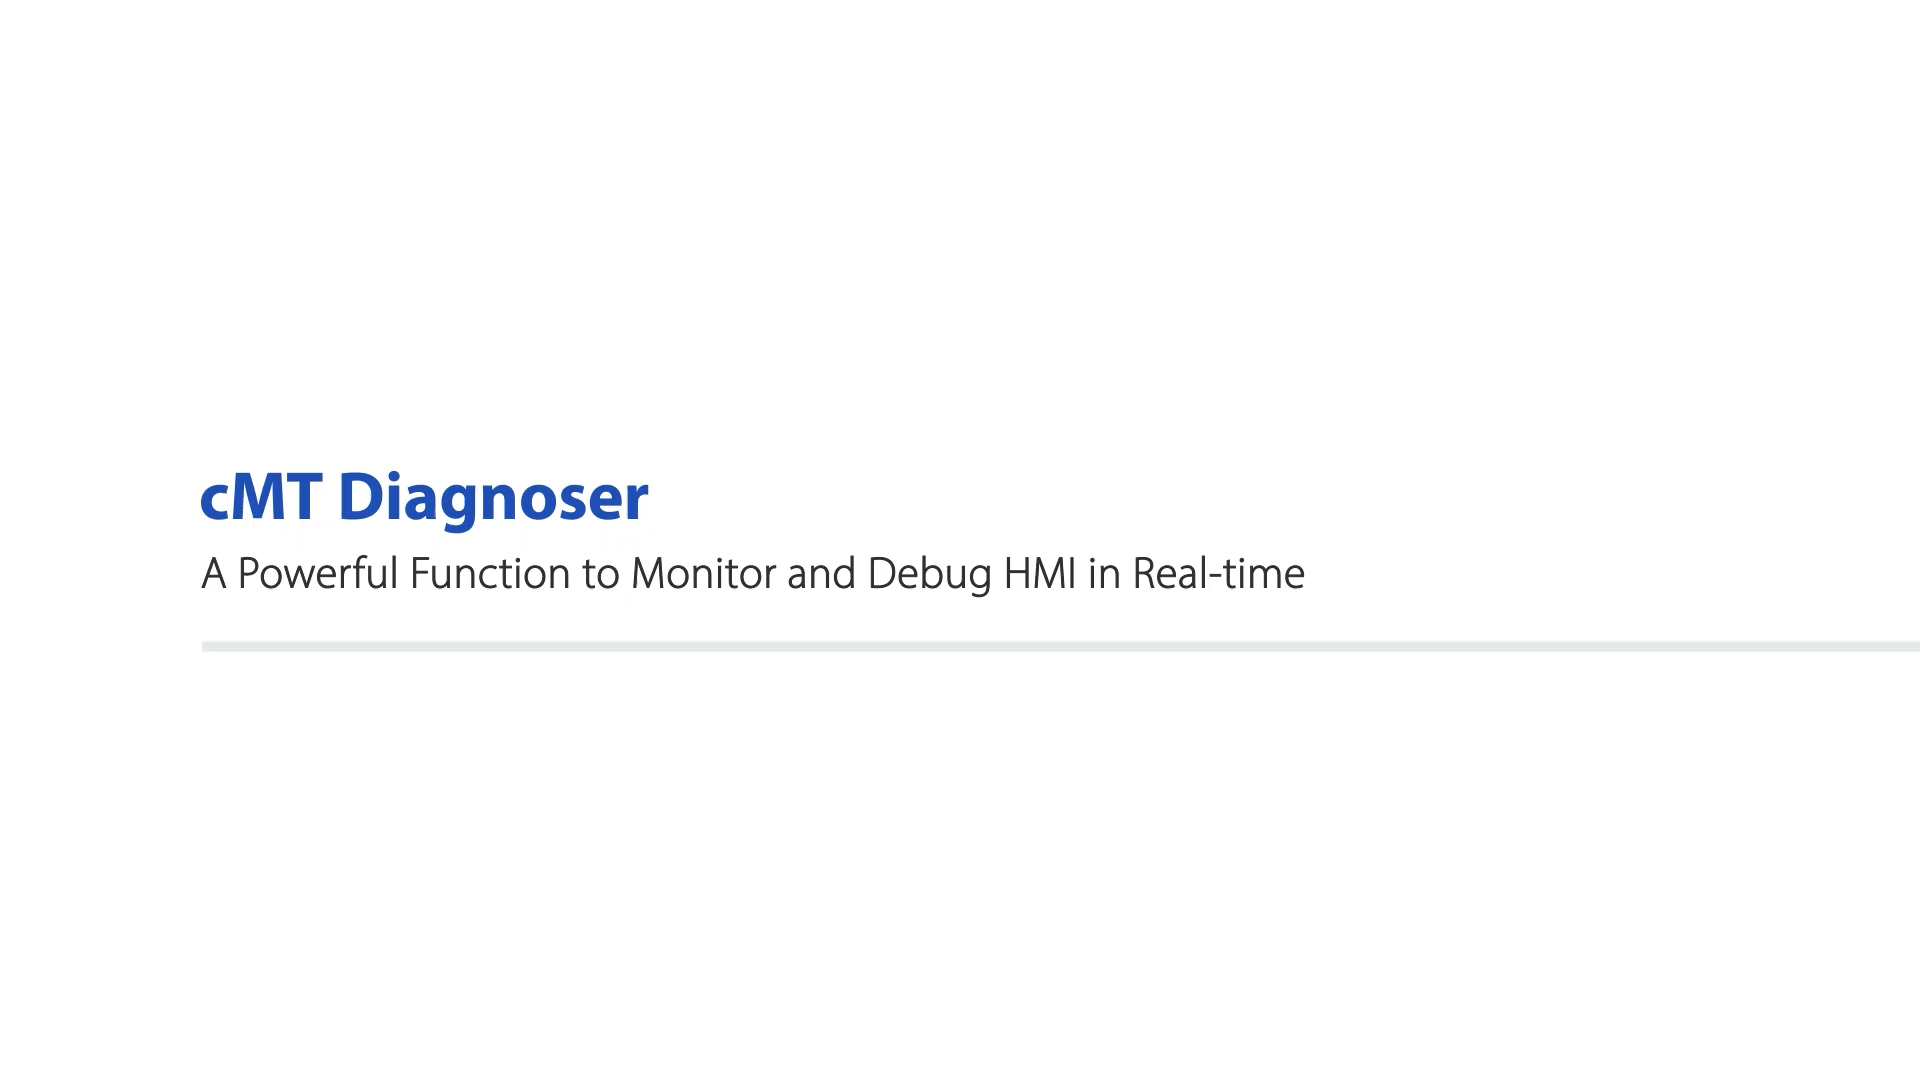 cMT Diagnoser
A Powerful Function to Monitor and Debug HMI in Real-time